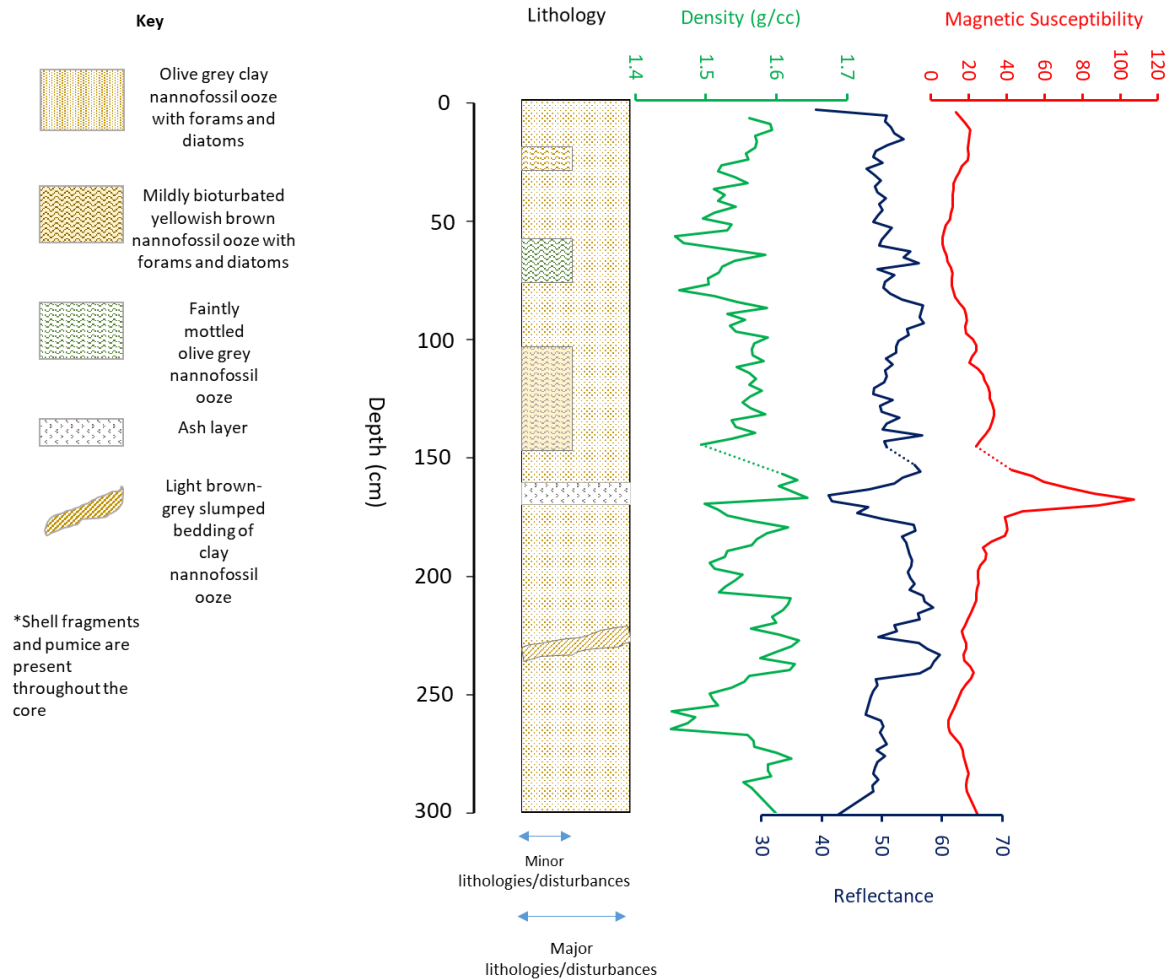 Key
Olive grey clay
nannofossil ooze
with forams and
diatoms
Mildly bioturbated
yellowish brown
nannofossil ooze with
forams and diatoms
Faintly
mottled
olive grey
nannofossil
ooze
Ash layer
Light brown-
grey slumped
bedding of
clay
nannofossil
ooze
*Shell fragments
and pumice are
present
throughout the
core
Depth (cm)
0
50
100
150
200
250
300
Lithology
Minor
lithologies/disturbances
Major
lithologies/disturbances
Density (g/cc)
1.4
1.5
1.6
1.7
Magnetic Susceptibility
0
20
40
60
80
100
120
30
40
50
60
70
Reflectance